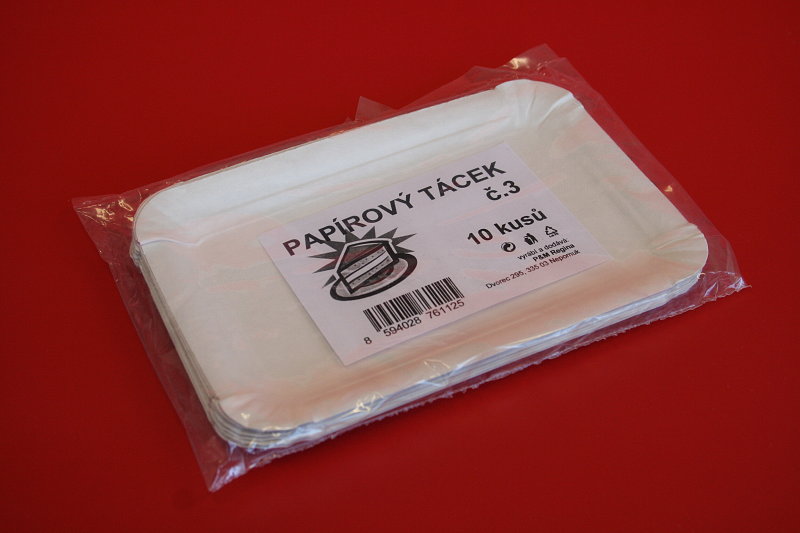 PAPÍROVÝ TÁCEK
č.3
10 kusů
vyrábí a dodává:
P&M Regina
Dvorec 295, 335 03 Nepomuk
8 594028 761125